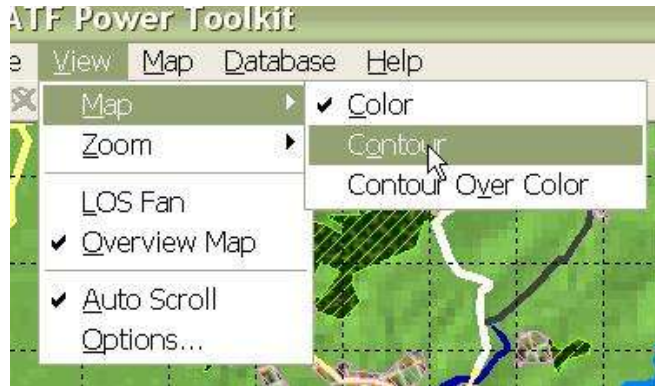 ATF Power Toolkit
e View Map Database Help
Map
Zoom
LOS Fan
Overview Map
Auto Scroll
Options...
Color
Contour
Contour Over Color